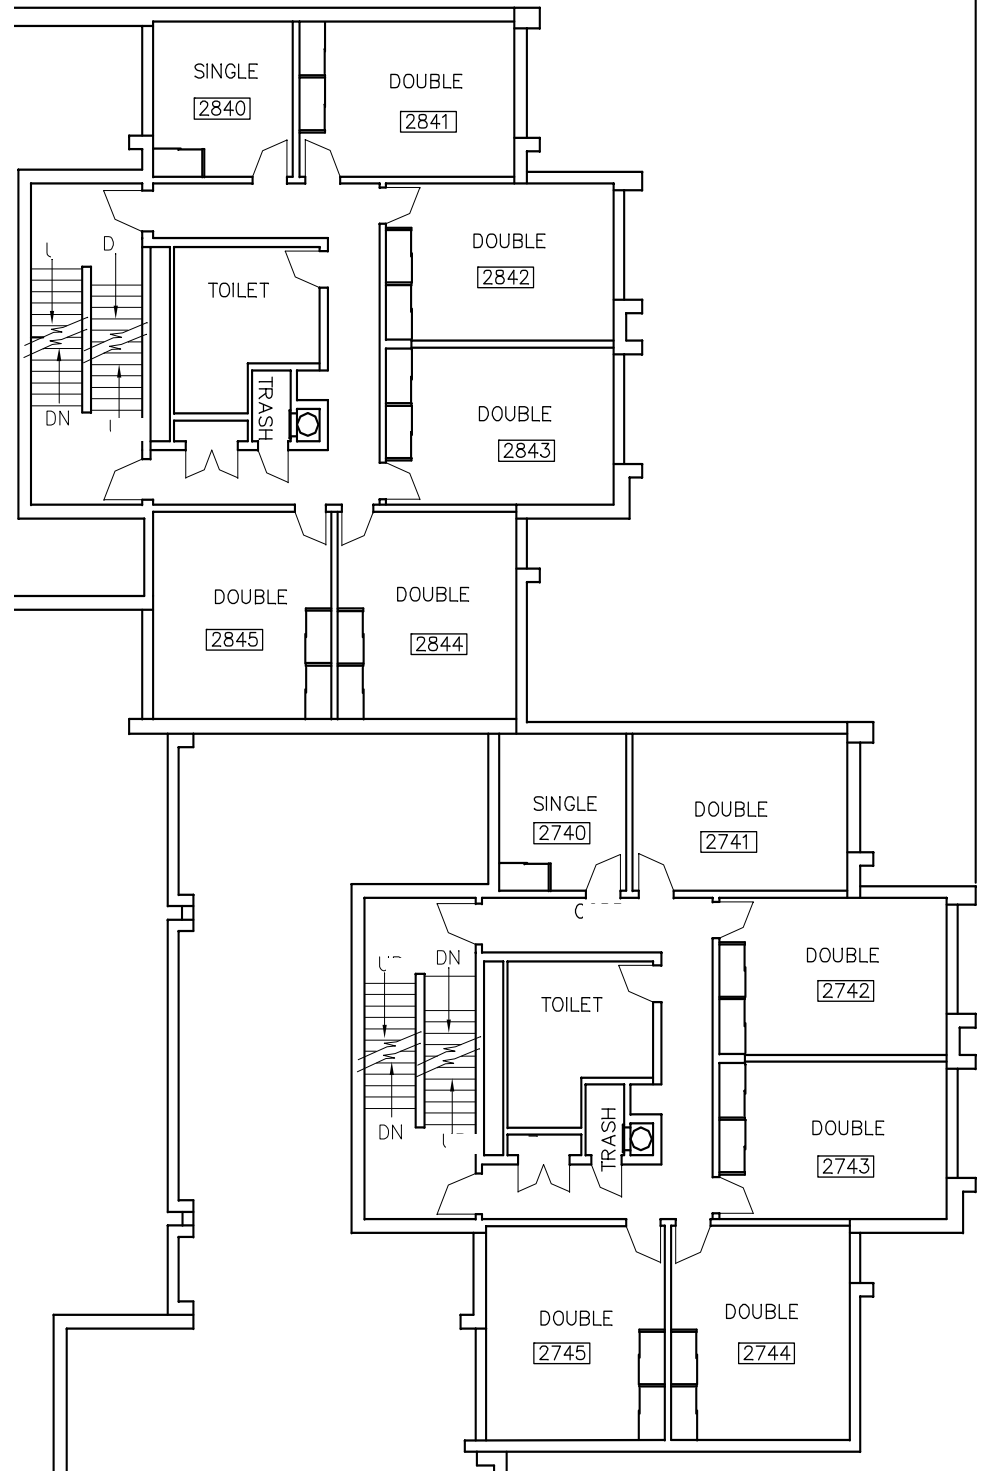 SINGLE
2840
DOUBLE
2841
DOUBLE
2842
D
TOILET
DN
TRASH
DOUBLE
2843
DOUBLE
2845
DOUBLE
2844
SINGLE
2740
DOUBLE
2741
DOUBLE
2742
DN
TOILET
DN
TRASH
DOUBLE
2743
DOUBLE
2745
DOUBLE
2744